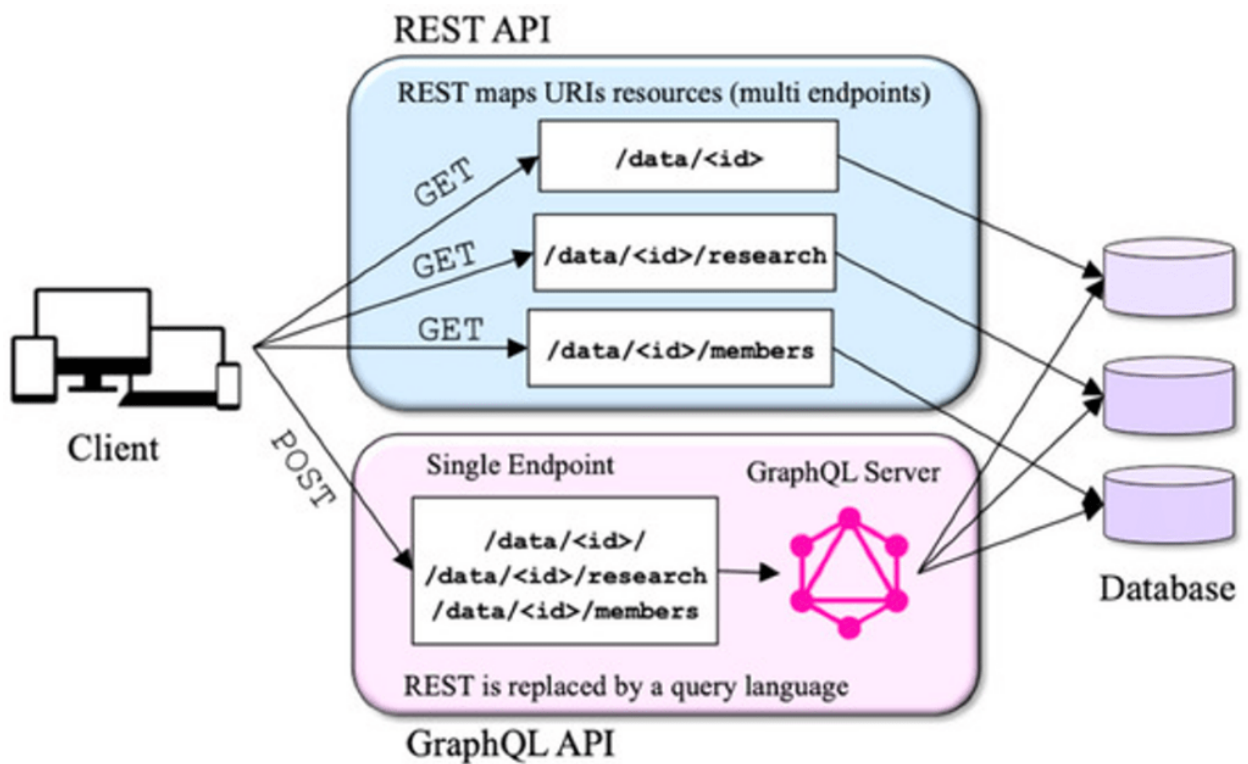 REST API
REST maps URIs resources (multi endpoints)
GET
/data/<id>
GET
/data/<id>/research
GET
/data/<id>/members
Client
POST
Single Endpoint
GraphQL Server
/data/<id>/
/data/<id>/research
/data/<id>/members
Database
REST is replaced by a query language
GraphQL API